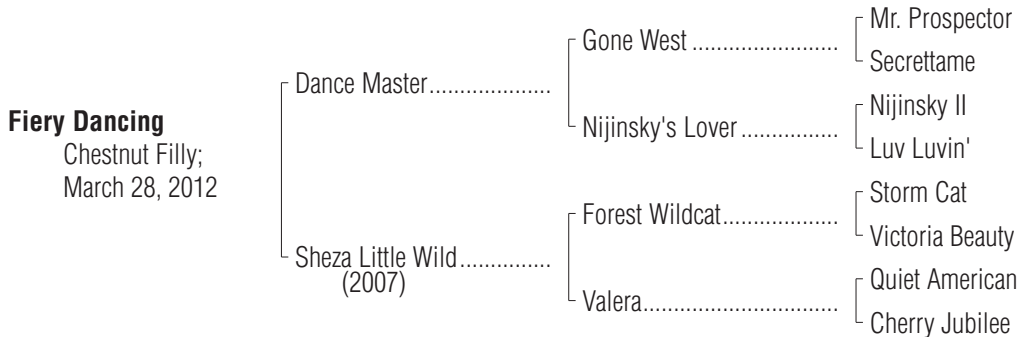 Fiery Dancing
Chestnut Filly;
March 28, 2012
Dance Master....................
Sheza Little Wild...............
(2007)
Gone West........................
Nijinsky's Lover................
Forest Wildcat...................
Valera................................
Mr. Prospector
Secrettame
Nijinsky II
Luv Luvin'
Storm Cat
Victoria Beauty
Quiet American
Cherry Jubilee